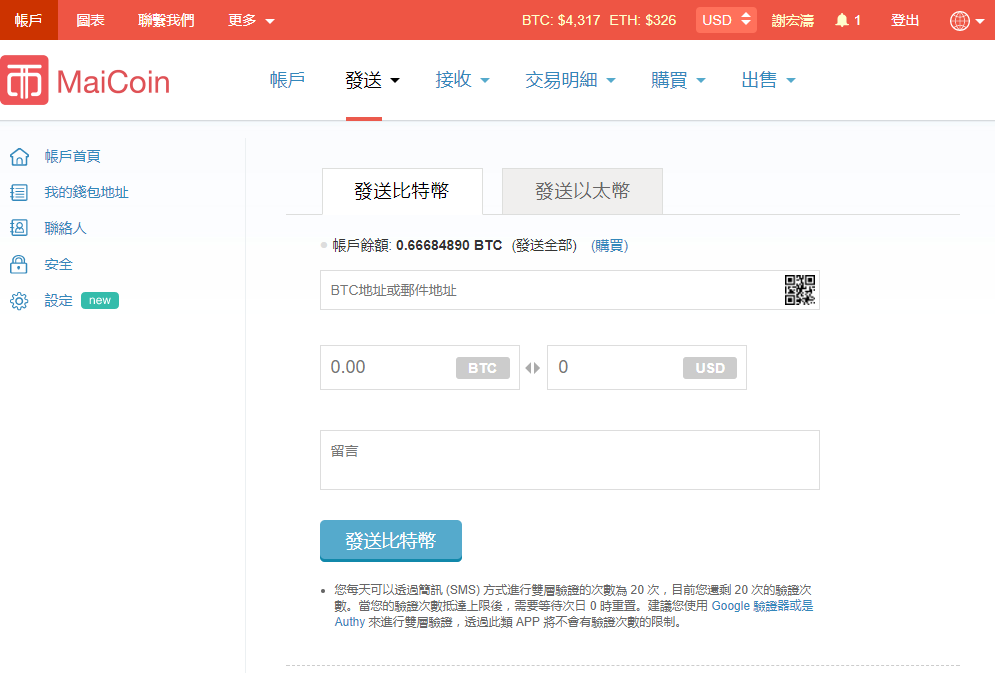 帳戶 圖表 聯繫我們 更多 BTC: $4,317 ETH: $326 USD 謝宏濤 1 登出
MaiCoin 帳戶 發送 接收 交易明細 購買 出售
帳戶首頁
我的錢包地址
聯絡人
安全
設定 new
發送比特幣 發送以太幣
帳戶餘額: 0.66684890 BTC (發送全部) (購買)
BTC地址或郵件地址
0.00 BTC 0 USD
留言
發送比特幣
您每天可以透過簡訊 (SMS) 方式進行雙層驗證的次數為 20 次，目前您還剩 20 次的驗證次
數。當您的驗證次數抵達上限後，需要等待次日 0 時重置。建議您使用 Google 驗證器或是
Authy 來進行雙層驗證，透過此類 APP 將不會有驗證次數的限制。